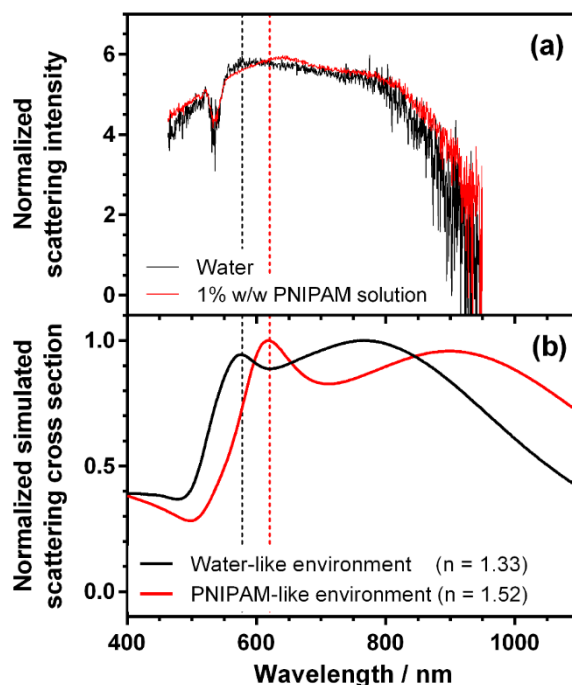 (a)
Normalized
scattering intensity
6
4
2
0
Water
1% w/w PNIPAM solution
(b)
Normalized simulated
scattering cross section
1.0
0.5
0.0
Water-like environment (n = 1.33)
PNIPAM-like environment (n = 1.52)
400 600 800 1000
Wavelength / nm